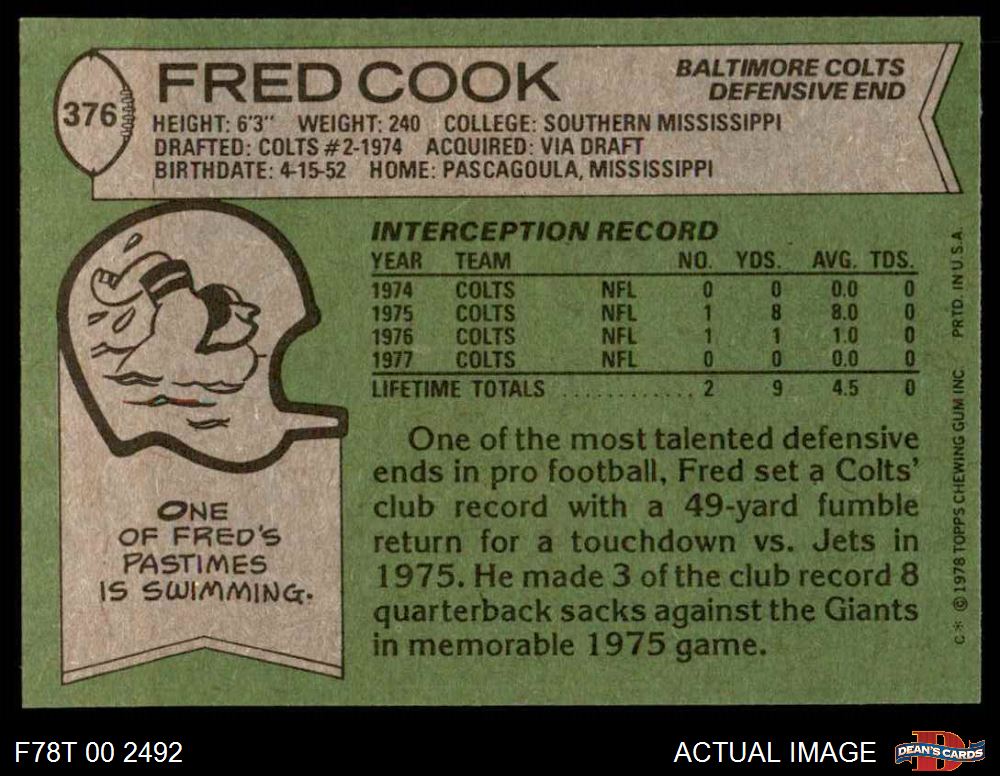 376
FRED COOK
BALTIMORE COLTS
DEFENSIVE END
HEIGHT: 6'3" WEIGHT: 240 COLLEGE: SOUTHERN MISSISSIPPI
DRAFTED: COLTS #2-1974 ACQUIRED: VIA DRAFT
BIRTHDATE: 4-15-52 HOME: PASCAGOULA, MISSISSIPPI
INTERCEPTION RECORD
YEAR TEAM NO. YDS. AVG. TDS.
1974 COLTS NFL 0 0 0.0 0
1975 COLTS NFL 1 8 8.0 0
1976 COLTS NFL 1 1 1.0 0
1977 COLTS NFL 0 0 0.0 0
LIFETIME TOTALS ............ 2 9 4.5 0
One of the most talented defensive
ends in pro football, Fred set a Colts'
club record with a 49-yard fumble
return for a touchdown vs. Jets in
1975. He made 3 of the club record 8
quarterback sacks against the Giants
in memorable 1975 game.
ONE
OF FRED'S
PASTIMES
IS SWIMMING.
C * © 1978 TOPPS CHEWING GUM INC. PRTD. IN U.S.A.
F78T 00 2492
ACTUAL IMAGE
D
DEAN'S CARDS